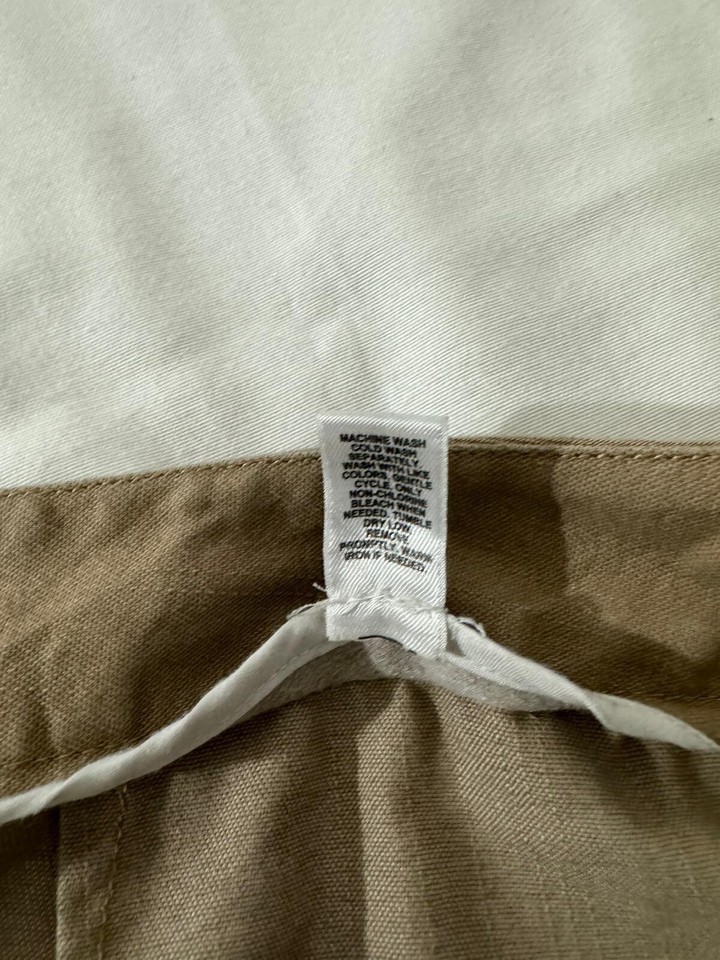 MACHINE WASH
COLD WASH
SEPARATELY.
WASH WITH LIKE
COLORS, GENTLE
CYCLE. ONLY
NON-CHLORINE
BLEACH WHEN
NEEDED. TUMBLE
DRY LOW.
REMOVE
PROMPTLY. WARM
IRON IF NEEDED.